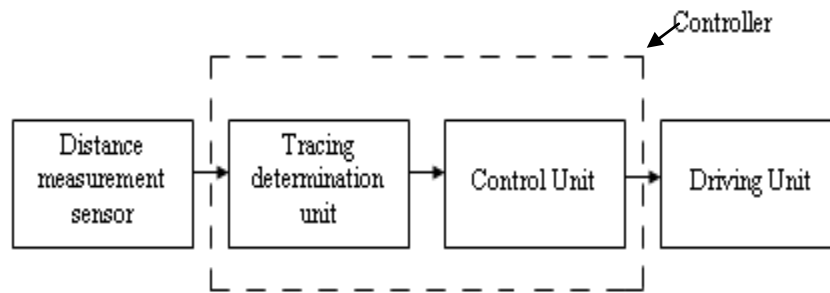 Controller
Distance
measurement
sensor
Tracing
determination
unit
Control Unit
Driving Unit